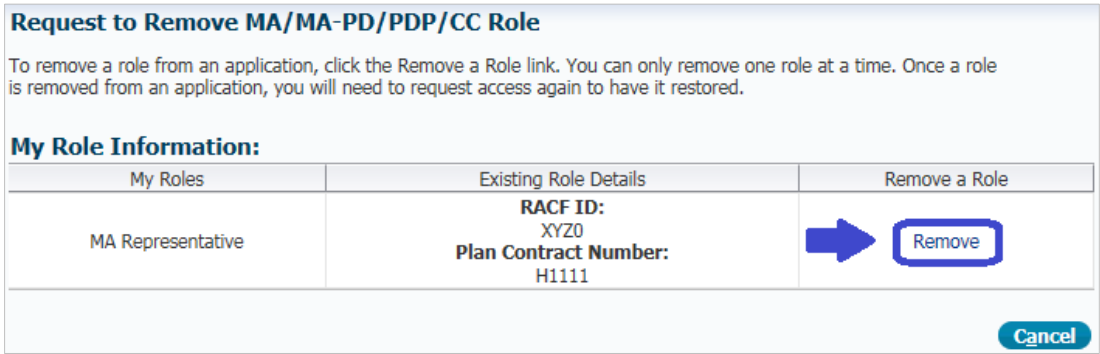 Request to Remove MA/MA-PD/PDP/CC Role
To remove a role from an application, click the Remove a Role link. You can only remove one role at a time. Once a role
is removed from an application, you will need to request access again to have it restored.
My Role Information:
My Roles Existing Role Details Remove a Role
MA Representative
RACF ID:
XYZ0
Plan Contract Number:
H1111
Remove
Cancel